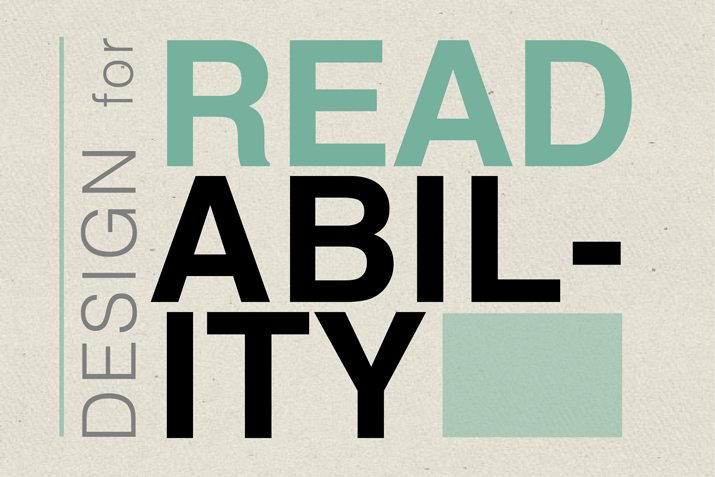 DESIGN for
READ
ABIL-
ITY